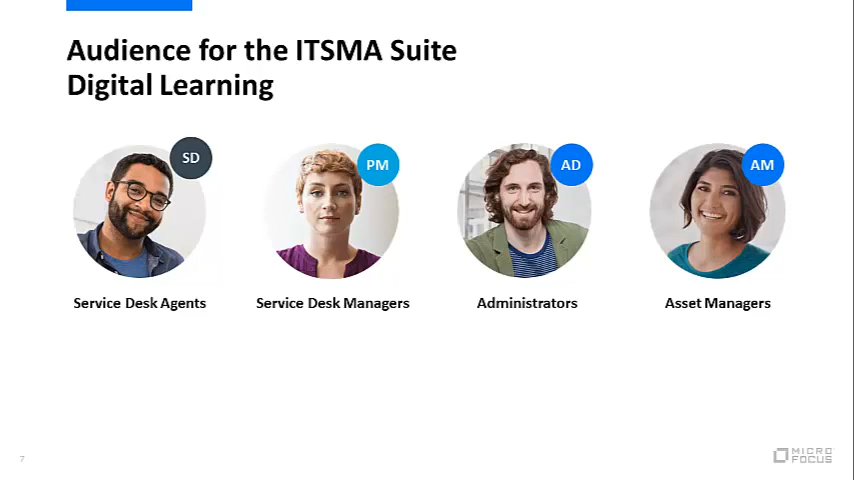 Audience for the ITSMA Suite
Digital Learning
SD
PM
AD
AM
Service Desk Agents
Service Desk Managers
Administrators
Asset Managers
7
MICRO
FOCUS